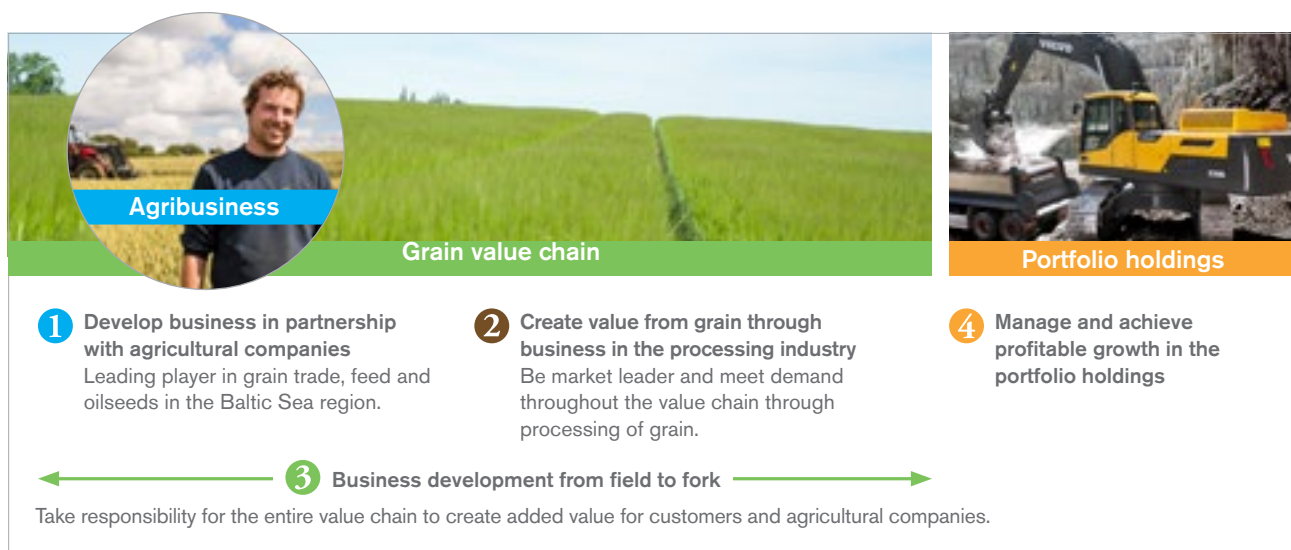 VOLVO
Agribusiness
Grain value chain
Portfolio holdings
1 Develop business in partnership
with agricultural companies
Leading player in grain trade, feed and
oilseeds in the Baltic Sea region.
2 Create value from grain through
business in the processing industry
Be market leader and meet demand
throughout the value chain through
processing of grain.
4 Manage and achieve
profitable growth in the
portfolio holdings
3 Business development from field to fork
Take responsibility for the entire value chain to create added value for customers and agricultural companies.